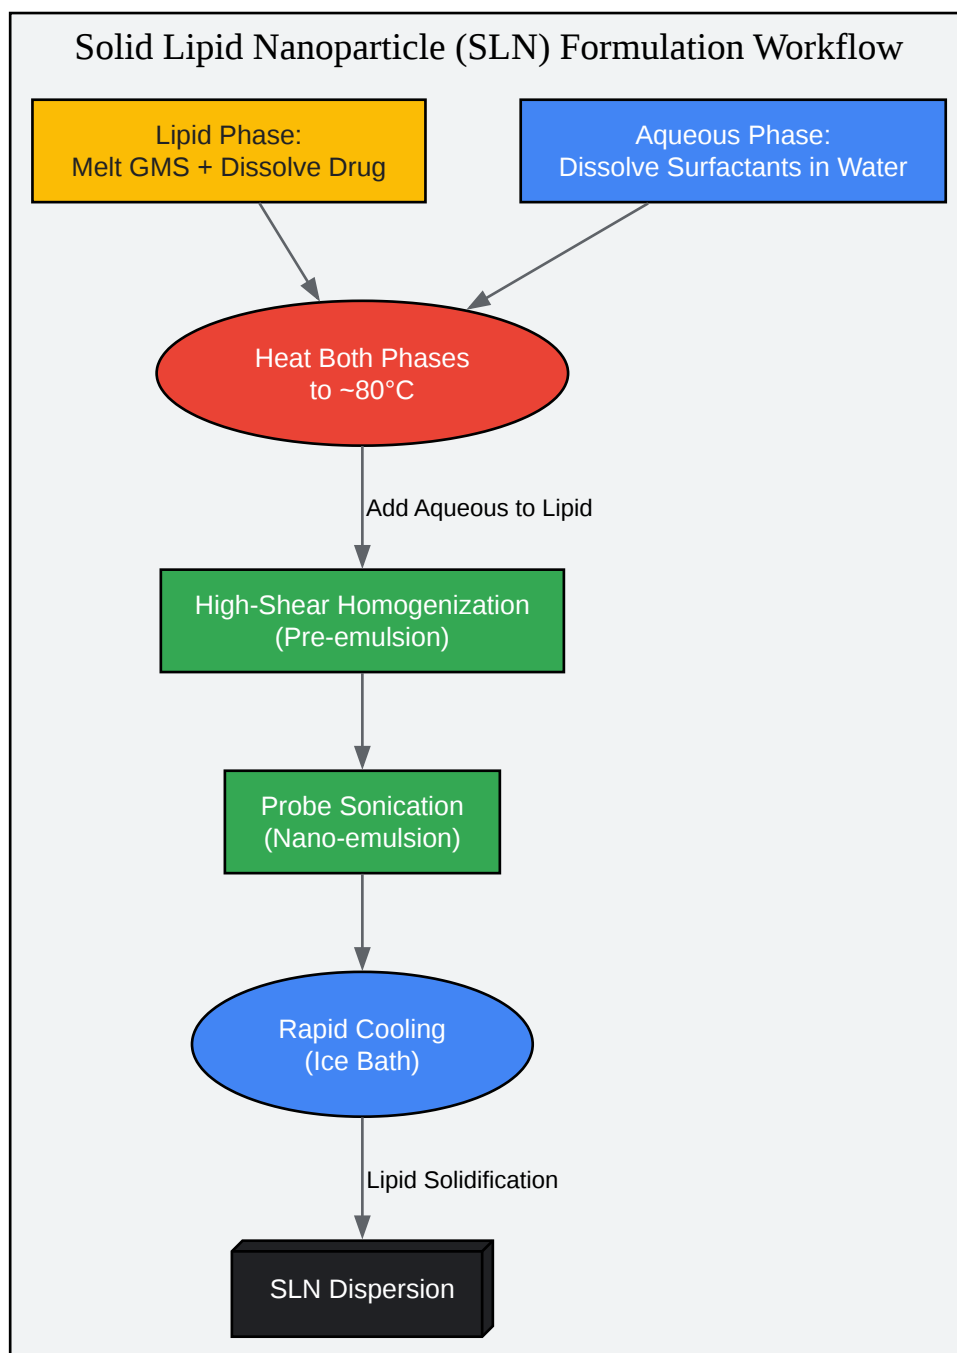 Solid Lipid Nanoparticle (SLN) Formulation Workflow
Lipid Phase:
Melt GMS + Dissolve Drug
Aqueous Phase:
Dissolve Surfactants in Water
Heat Both Phases
to ~80°C
Add Aqueous to Lipid
High-Shear Homogenization
(Pre-emulsion)
Probe Sonication
(Nano-emulsion)
Rapid Cooling
(Ice Bath)
Lipid Solidification
SLN Dispersion